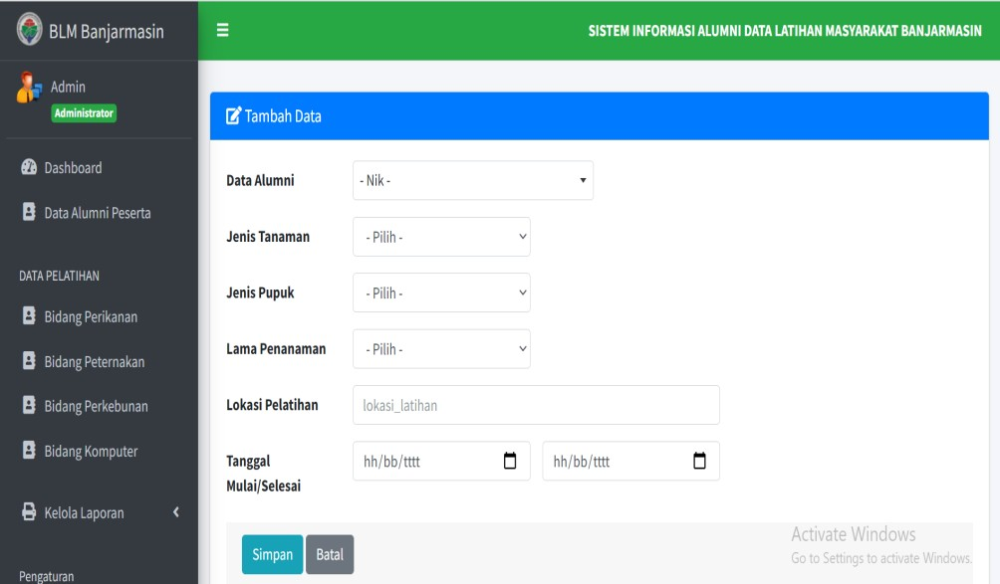 BLM Banjarmasin
SISTEM INFORMASI ALUMNI DATA LATIHAN MASYARAKAT BANJARMASIN
Admin
Administrator
Dashboard
Data Alumni Peserta
DATA PELATIHAN
Bidang Perikanan
Bidang Peternakan
Bidang Perkebunan
Bidang Komputer
Kelola Laporan
Pengaturan
Tambah Data
Data Alumni - Nik -
Jenis Tanaman - Pilih -
Jenis Pupuk - Pilih -
Lama Penanaman - Pilih -
Lokasi Pelatihan lokasi_latihan
Tanggal hh/bb/tttt hh/bb/tttt
Mulai/Selesai
Simpan Batal
Activate Windows
Go to Settings to activate Windows.